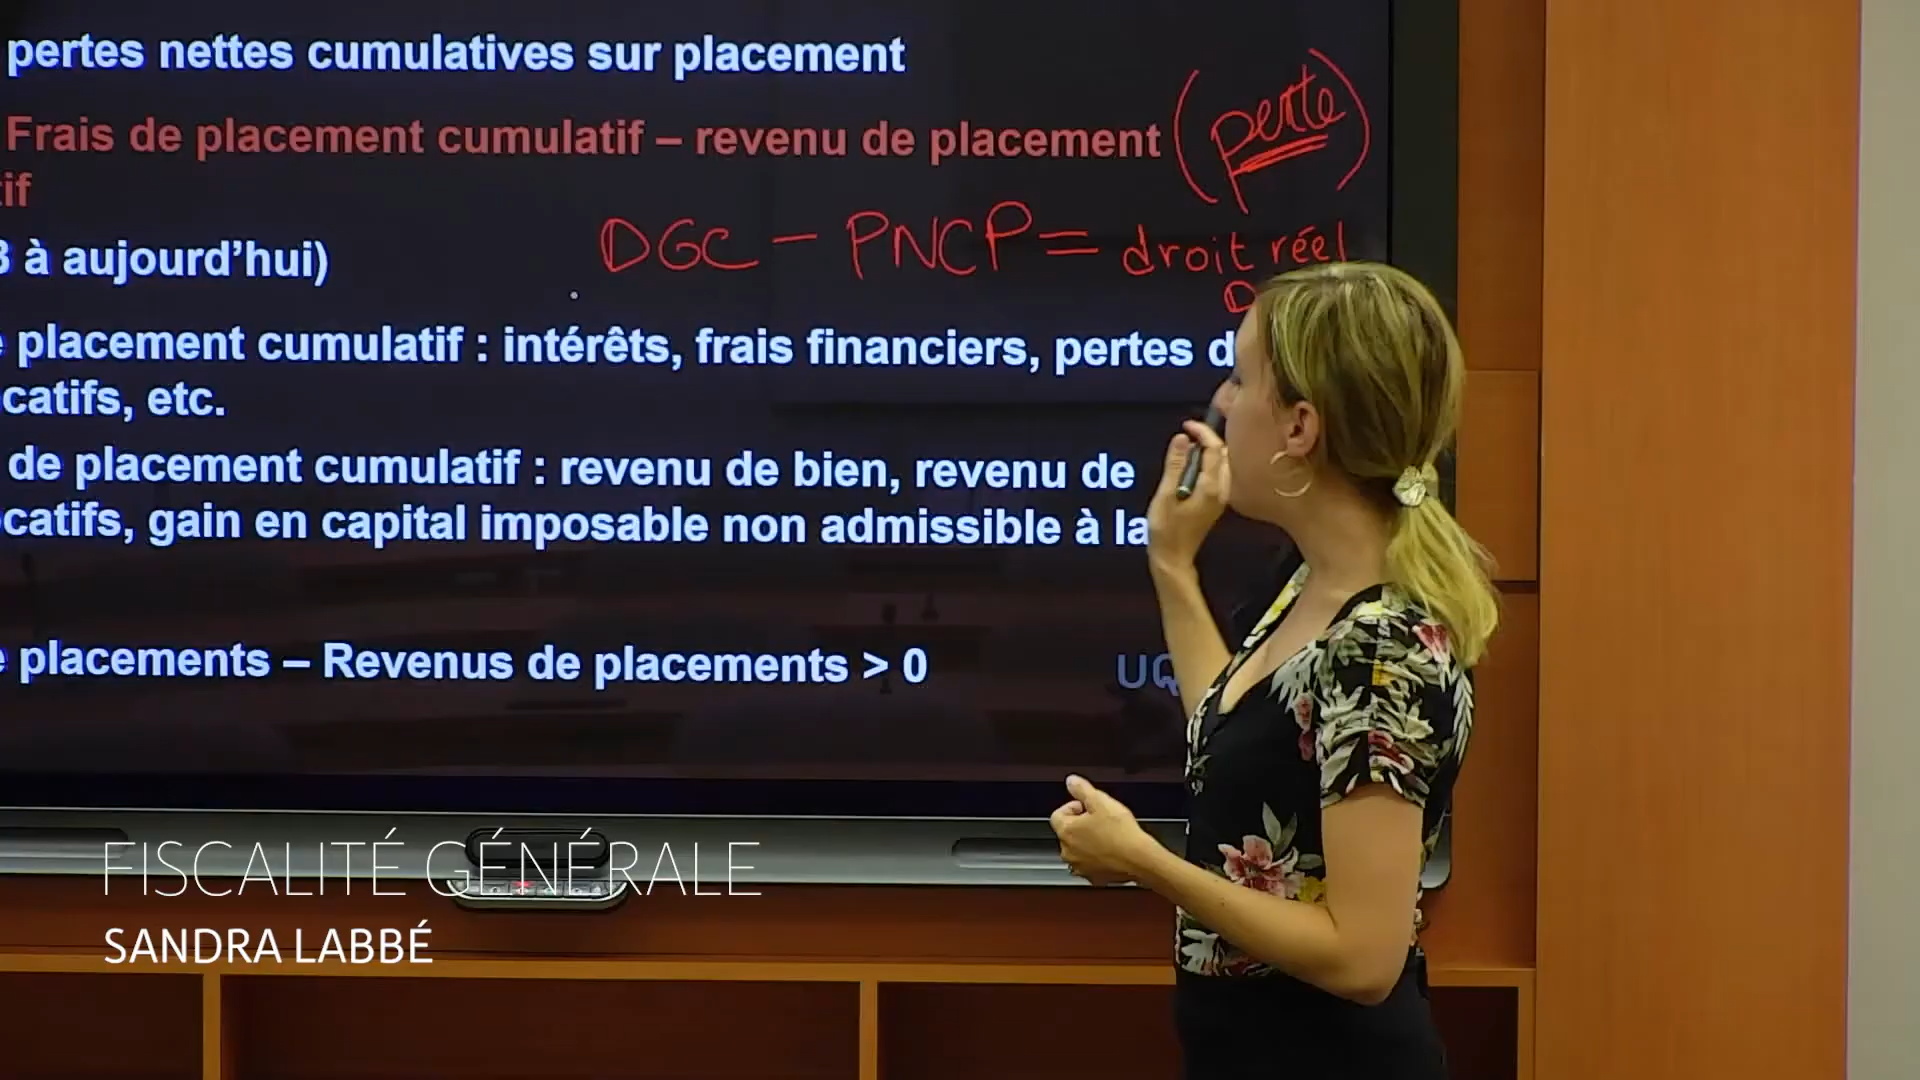 pertes nettes cumulatives sur placement
Frais de placement cumulatif – revenu de placement
tif
(perte)
DGC – PNCP = droit réel
D
3 à aujourd’hui)
e placement cumulatif : intérêts, frais financiers, pertes d
catifs, etc.
de placement cumulatif : revenu de bien, revenu de
ocatifs, gain en capital imposable non admissible à la
e placements – Revenus de placements > 0
UQ
FISCALITÉ GÉNÉRALE
SANDRA LABBÉ